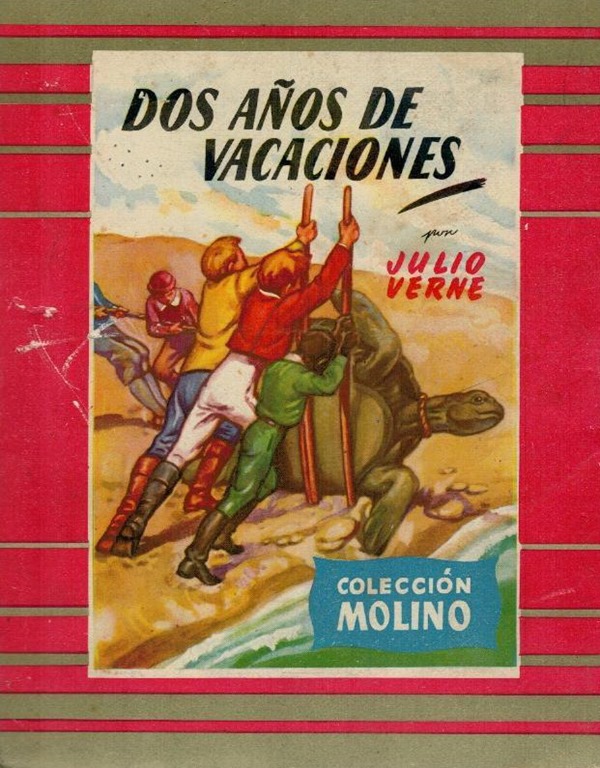 DOS AÑOS DE
VACACIONES
por
JULIO
VERNE
COLECCIÓN
MOLINO